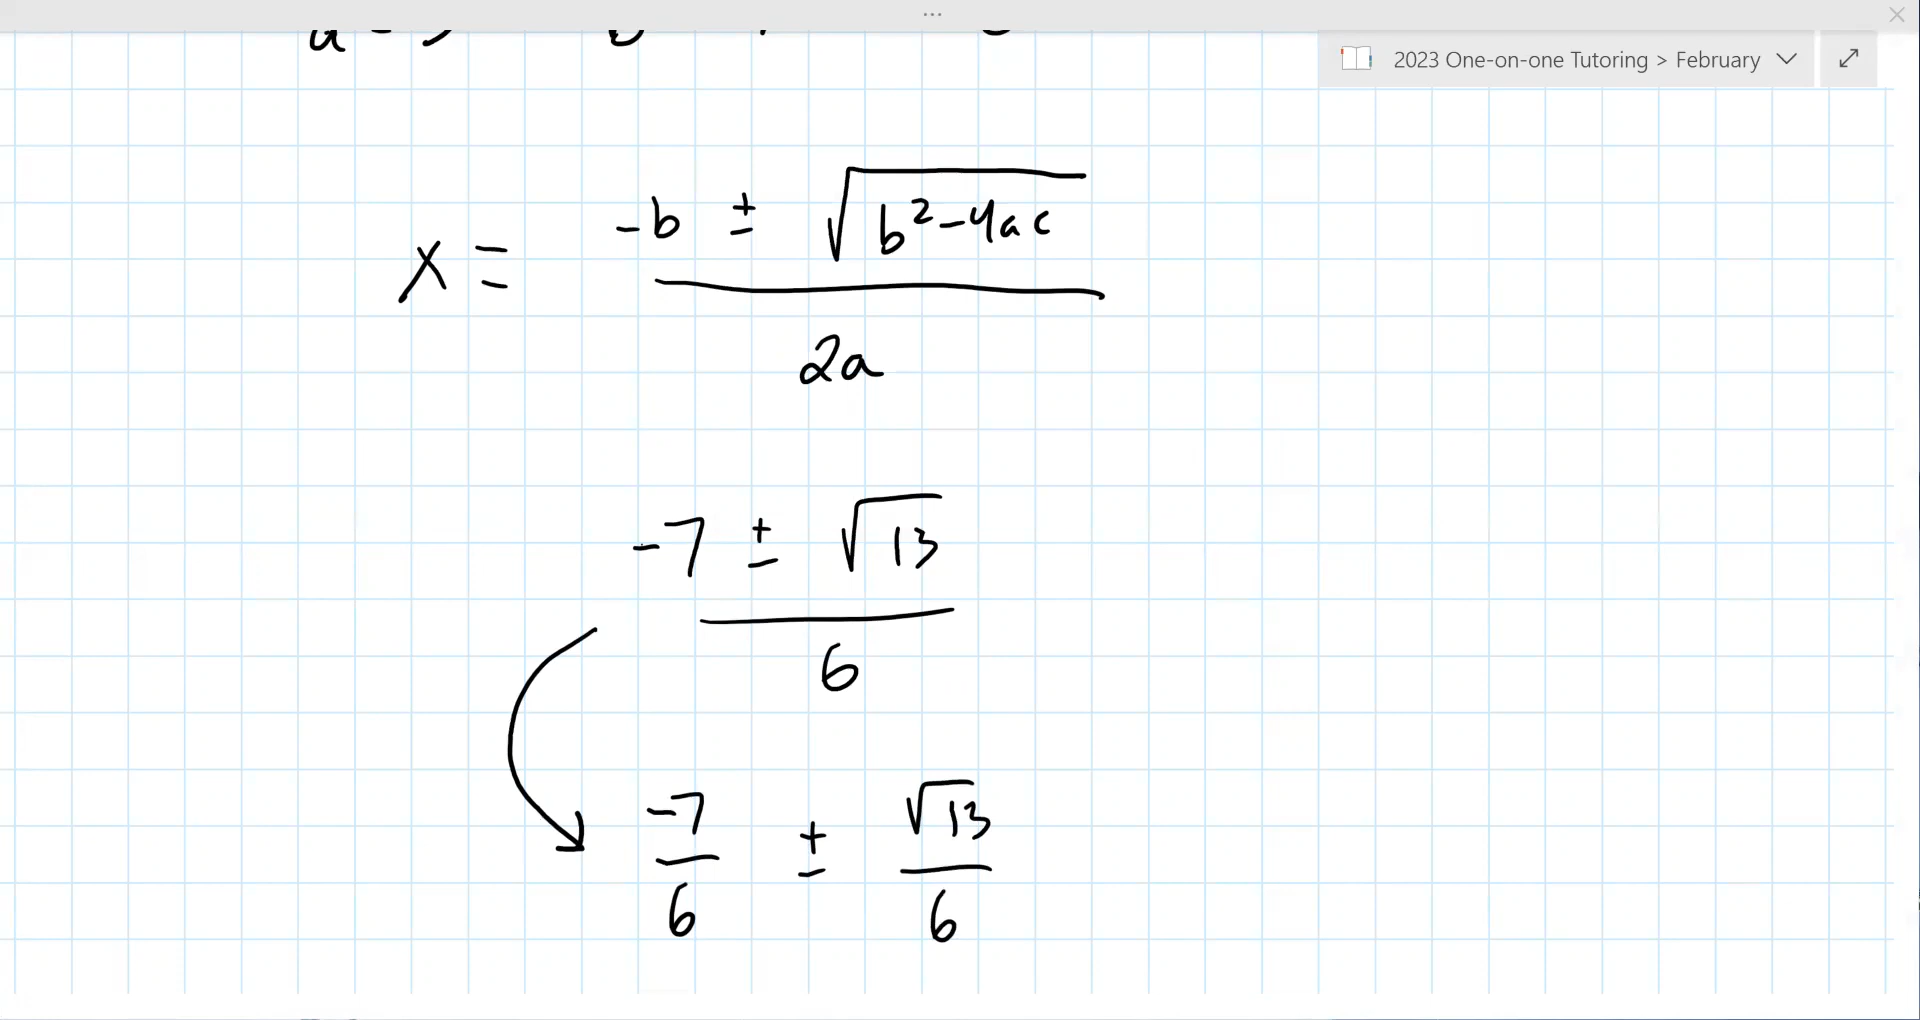 2023 One-on-one Tutoring > February
x = -b ± √b²-4ac
2a
-7 ± √13
6
-7 ± √13
6 6